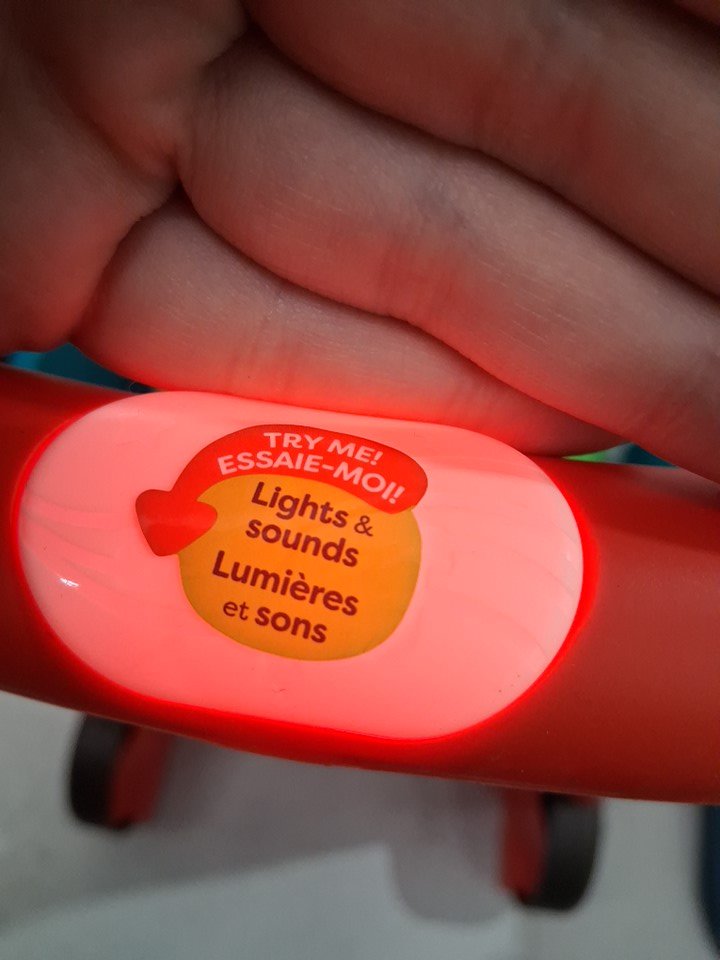 TRY ME!
ESSAIE-MOI!
Lights &
sounds
Lumières
et sons